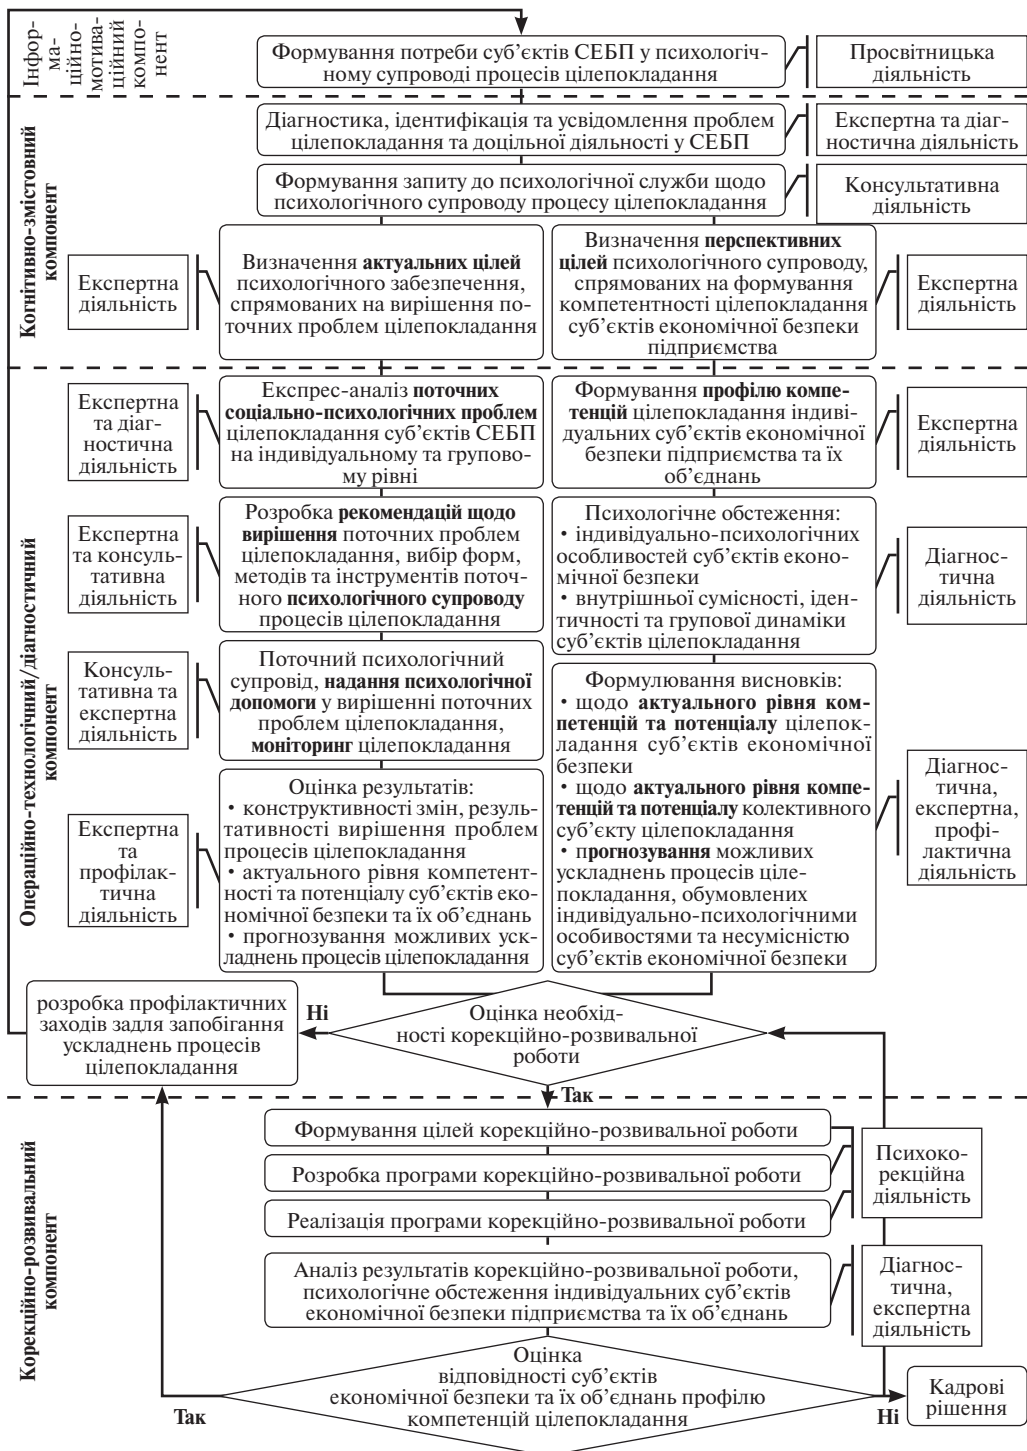 Інфор-
ма-
ційно-
мотива-
ційний
компо-
нент
Формування потреби суб’єктів СЕБП у психологіч-
ному супроводі процесів цілепокладання
Просвітницька
діяльність
Когнітивно-змістовний
компонент
Діагностика, ідентифікація та усвідомлення проблем
цілепокладання та доцільної діяльності у СЕБП
Експертна та діаг-
ностична діяльність
Формування запиту до психологічної служби щодо
психологічного супроводу процесу цілепокладання
Консультативна
діяльність
Експертна
діяльність
Визначення актуальних цілей
психологічного забезпечення,
спрямованих на вирішення по-
точних проблем цілепокладання
Визначення перспективних
цілей психологічного супроводу,
спрямованих на формування
компетентності цілепокладання
суб’єктів економічної безпеки
підприємства
Експертна
діяльність
Операційно-технологічний/діагностичний
компонент
Експертна
та діаг-
ностична
діяльність
Експрес-аналіз поточних
соціально-психологічних проблем
цілепокладання суб’єктів СЕБП
на індивідуальному та групово-
му рівні
Формування профілю компе-
тенцій цілепокладання індиві-
дуальних суб’єктів економічної
безпеки підприємства та їх
об’єднань
Експертна
діяльність
Експертна
та консуль-
тативна
діяльність
Розробка рекомендацій щодо
вирішення поточних проблем
цілепокладання, вибір форм,
методів та інструментів поточ-
ного психологічного супроводу
процесів цілепокладання
Психологічне обстеження:
• індивідуально-психологічних
особливостей суб’єктів еконо-
мічної безпеки
• внутрішньої сумісності, іден-
тичності та групової динаміки
суб’єктів цілепокладання
Діагнос-
тична
діяльність
Консуль-
тативна та
експертна
діяльність
Поточний психологічний
супровід, надання психологічної
допомоги у вирішенні поточних
проблем цілепокладання,
моніторинг цілепокладання
Формулювання висновків:
• щодо актуального рівня ком-
петенцій та потенціалу цілепок-
ладання суб’єктів економічної
безпеки
• щодо актуального рівня компе-
тенцій та потенціалу колективного
суб’єкту цілепокладання
• прогнозування можливих
ускладнень процесів ціле-
покладання, обумовлених
індивідуально-психологічними
особивостями та несумісністю
суб’єктів економічної безпеки
Діагнос-
тична,
експертна,
профі-
лактична
діяльність
Експертна
та
профілак-
тична
діяльність
Оцінка результатів:
• конструктивності змін, резуль-
тативності вирішення проблем
процесів цілепокладання
• актуального рівня компетент-
ності та потенціалу суб’єктів еко-
номічної безпеки та їх об’єднань
• прогнозування можливих уск-
ладнень процесів цілепокладання
розробка профілактичних
заходів задля запобігання
ускладнень процесів
цілепокладання
Ні
Оцінка необхід-
ності корекційно-розвивальної
роботи
Так
Корекційно-розвивальний
компонент
Формування цілей корекційно-розвивальної роботи
Розробка програми корекційно-розвивальної роботи
Реалізація програми корекційно-розвивальної роботи
Психоко-
рекційна
діяльність
Аналіз результатів корекційно-розвивальної роботи,
психологічне обстеження індивідуальних суб’єктів
економічної безпеки підприємства та їх об’єднань
Діагнос-
тична,
експертна
діяльність
Оцінка
відповідності суб’єктів
економічної безпеки та їх об’єднань профілю
компетенцій цілепокладання
Так
Ні
Кадрові
рішення